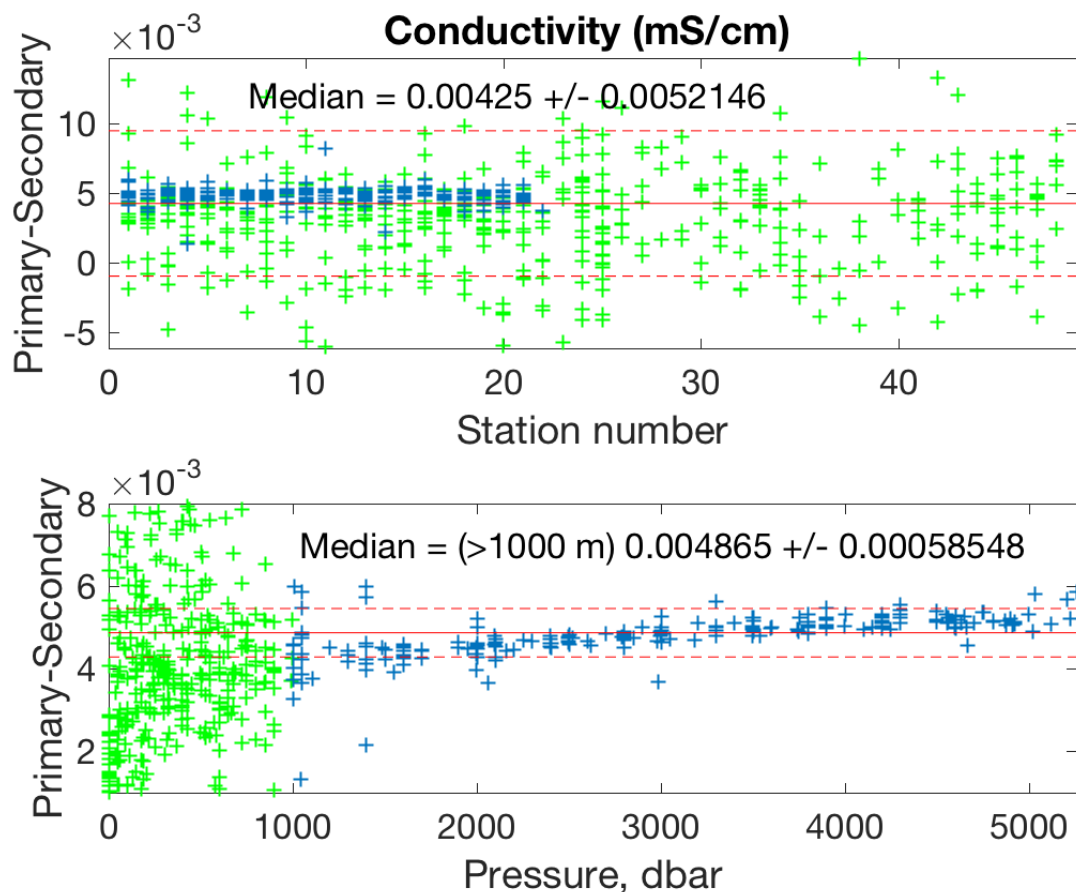 ×10⁻³
Conductivity (mS/cm)
Median = 0.00425 +/- 0.0052146
Primary-Secondary
10
5
0
-5
0 10 20 30 40
Station number
×10⁻³
Median = (>1000 m) 0.004865 +/- 0.00058548
Primary-Secondary
8
6
4
2
0 1000 2000 3000 4000 5000
Pressure, dbar